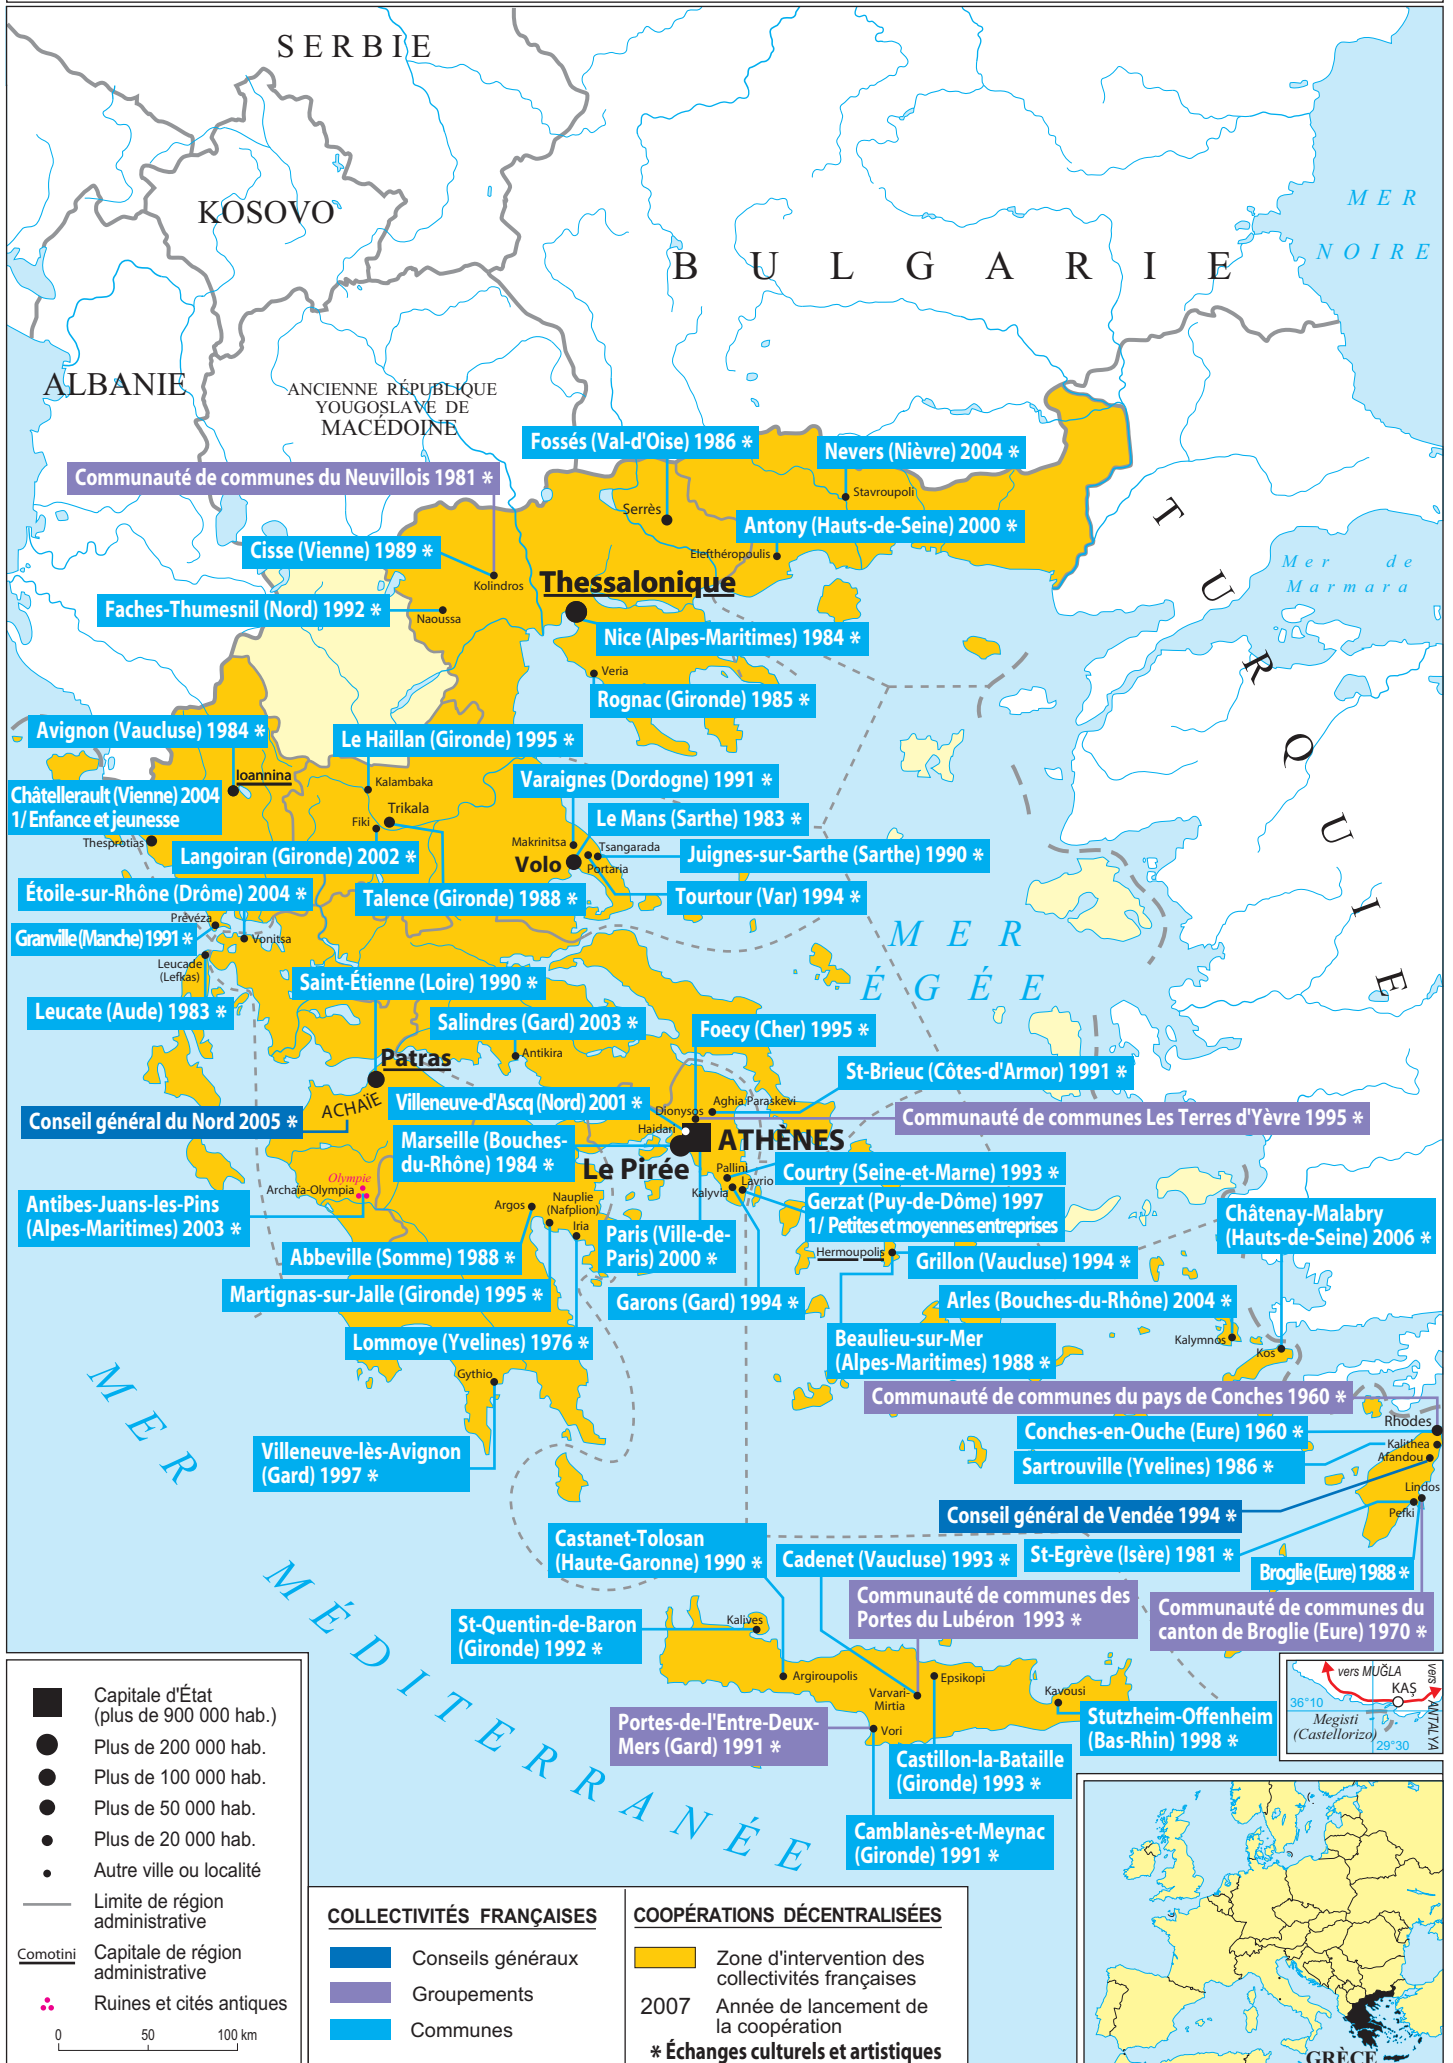 SERBIE
KOSOVO
BULGARIE
MER
NOIRE
ALBANIE
ANCIENNE RÉPUBLIQUE
YOUGOSLAVE DE
MACÉDOINE
Fossés (Val-d'Oise) 1986 *
Nevers (Nièvre) 2004 *
Communauté de communes du Neuvillois 1981 *
Stavroupoli
Serrès
Antony (Hauts-de-Seine) 2000 *
Cisse (Vienne) 1989 *
Elefthéropoulis
Kolindros
Thessalonique
Mer de
Marmara
TURQUIE
Faches-Thumesnil (Nord) 1992 *
Naoussa
Nice (Alpes-Maritimes) 1984 *
Veria
Rognac (Gironde) 1985 *
Avignon (Vaucluse) 1984 *
Le Haillan (Gironde) 1995 *
Ioannina
Kalambaka
Varaignes (Dordogne) 1991 *
Châtellerault (Vienne) 2004
1/ Enfance et jeunesse
Trikala
Le Mans (Sarthe) 1983 *
Fiki
Thesprotias
Makrinitsa
Tsangarada
Langoiran (Gironde) 2002 *
Volo
Portaria
Juignes-sur-Sarthe (Sarthe) 1990 *
Étoile-sur-Rhône (Drôme) 2004 *
Talence (Gironde) 1988 *
Tourtour (Var) 1994 *
Prévéza
Granville (Manche) 1991 *
Vonitsa
MER
ÉGÉE
Leucade
(Lefkas)
Saint-Étienne (Loire) 1990 *
Leucate (Aude) 1983 *
Salindres (Gard) 2003 *
Foecy (Cher) 1995 *
Antikira
Patras
St-Brieuc (Côtes-d'Armor) 1991 *
ACHAÏE
Villeneuve-d'Ascq (Nord) 2001 *
Aghia Paraskevi
Dionysos
Conseil général du Nord 2005 *
Communauté de communes Les Terres d'Yèvre 1995 *
Haidari
ATHÈNES
Marseille (Bouches-
du-Rhône) 1984 *
Le Pirée
Pallini
Courtry (Seine-et-Marne) 1993 *
Olympie
Archaïa-Olympia
Lavrio
Kalyvia
Antibes-Juans-les-Pins
(Alpes-Maritimes) 2003 *
Argos
Nauplie
(Nafplion)
Iria
Gerzat (Puy-de-Dôme) 1997
1/ Petites et moyennes entreprises
Châtenay-Malabry
(Hauts-de-Seine) 2006 *
Paris (Ville-de-
Paris) 2000 *
Hermoupolis
Abbeville (Somme) 1988 *
Grillon (Vaucluse) 1994 *
Martignas-sur-Jalle (Gironde) 1995 *
Garons (Gard) 1994 *
Arles (Bouches-du-Rhône) 2004 *
Lommoye (Yvelines) 1976 *
Beaulieu-sur-Mer
(Alpes-Maritimes) 1988 *
Kalymnos
Kos
Gythio
Communauté de communes du pays de Conches 1960 *
Rhodes
Conches-en-Ouche (Eure) 1960 *
Kalithea
Afandou
Villeneuve-lès-Avignon
(Gard) 1997 *
Sartrouville (Yvelines) 1986 *
Lindos
Pefki
Conseil général de Vendée 1994 *
Castanet-Tolosan
(Haute-Garonne) 1990 *
Cadenet (Vaucluse) 1993 *
St-Egrève (Isère) 1981 *
Broglie (Eure) 1988 *
Communauté de communes des
Portes du Lubéron 1993 *
Communauté de communes du
canton de Broglie (Eure) 1970 *
St-Quentin-de-Baron
(Gironde) 1992 *
Kalives
Argiroupolis
Epsikopi
Varvari-
Mirtia
Kavousi
Vori
Portes-de-l'Entre-Deux-
Mers (Gard) 1991 *
Stutzheim-Offenheim
(Bas-Rhin) 1998 *
Castillon-la-Bataille
(Gironde) 1993 *
Camblanès-et-Meynac
(Gironde) 1991 *
MER
MÉDITERRANÉE
vers MUĞLA
KAŞ
vers ANTALYA
36°10
Megisti
(Castellorizo)
29°30
Capitale d'État
(plus de 900 000 hab.)
Plus de 200 000 hab.
Plus de 100 000 hab.
Plus de 50 000 hab.
Plus de 20 000 hab.
Autre ville ou localité
Limite de région
administrative
Comotini
Capitale de région
administrative
Ruines et cités antiques
0 50 100 km
COLLECTIVITÉS FRANÇAISES
Conseils généraux
Groupements
Communes
COOPÉRATIONS DÉCENTRALISÉES
Zone d'intervention des
collectivités françaises
2007 Année de lancement de
la coopération
* Échanges culturels et artistiques
GRÈCE